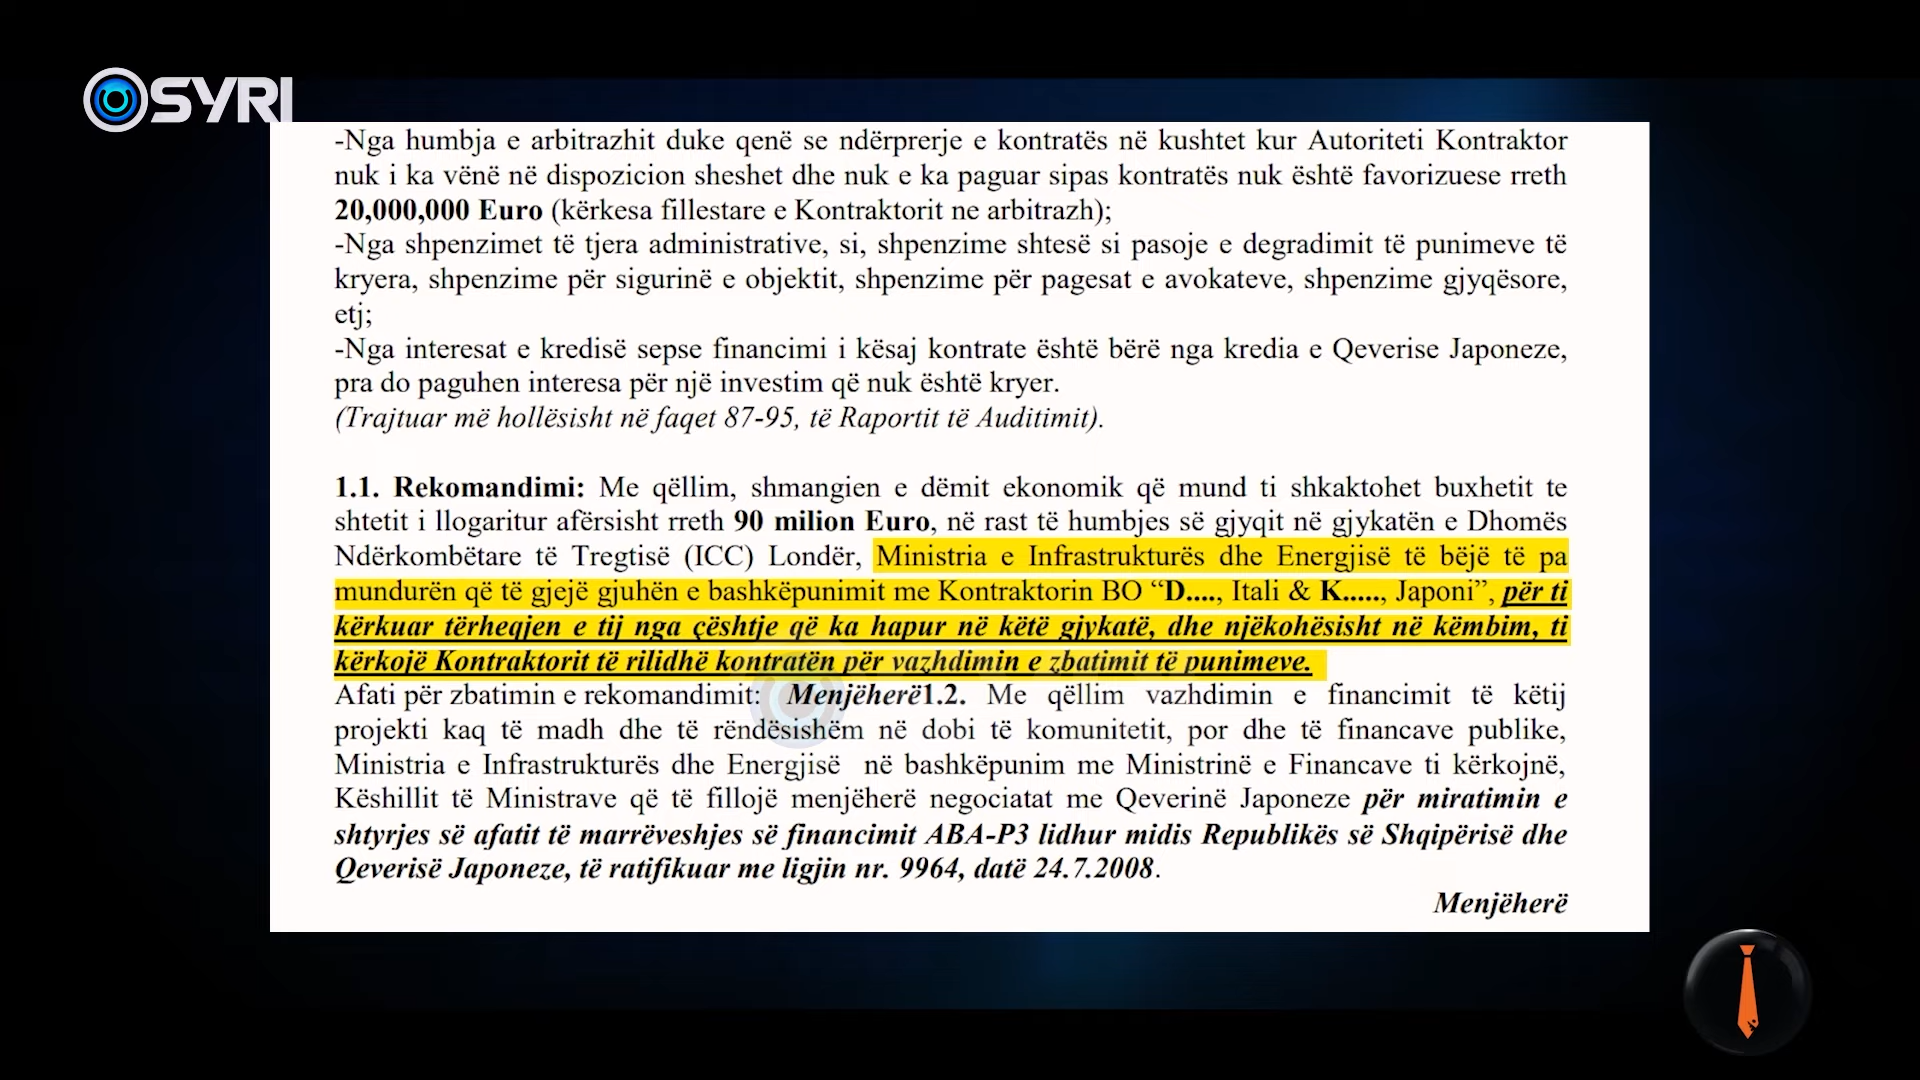 SYRI
-Nga humbja e arbitrazhit duke qenë se ndërprerje e kontratës në kushtet kur Autoriteti Kontraktor
nuk i ka vënë në dispozicion sheshet dhe nuk e ka paguar sipas kontratës nuk është favorizuese rreth
20,000,000 Euro (kërkesa fillestare e Kontraktorit ne arbitrazh);
-Nga shpenzimet të tjera administrative, si, shpenzime shtesë si pasoje e degradimit të punimeve të
kryera, shpenzime për sigurinë e objektit, shpenzime për pagesat e avokateve, shpenzime gjyqësore,
etj;
-Nga interesat e kredisë sepse financimi i kësaj kontrate është bërë nga kredia e Qeverise Japoneze,
pra do paguhen interesa për një investim që nuk është kryer.
(Trajtuar më hollësisht në faqet 87-95, të Raportit të Auditimit).
1.1. Rekomandimi: Me qëllim, shmangien e dëmit ekonomik që mund ti shkaktohet buxhetit te
shtetit i llogaritur afërsisht rreth 90 milion Euro, në rast të humbjes së gjyqit në gjykatën e Dhomës
Ndërkombëtare të Tregtisë (ICC) Londër, Ministria e Infrastrukturës dhe Energjisë të bëjë të pa
mundurën që të gjejë gjuhën e bashkëpunimit me Kontraktorin BO “D...., Itali & K....., Japoni”, për ti
kërkuar tërheqjen e tij nga çështje që ka hapur në këtë gjykatë, dhe njëkohësisht në këmbim, ti
kërkojë Kontraktorit të rilidhë kontratën për vazhdimin e zbatimit të punimeve.
Afati për zbatimin e rekomandimit: Menjëherë1.2. Me qëllim vazhdimin e financimit të këtij
projekti kaq të madh dhe të rëndësishëm në dobi të komunitetit, por dhe të financave publike,
Ministria e Infrastrukturës dhe Energjisë në bashkëpunim me Ministrinë e Financave ti kërkojnë,
Këshillit të Ministrave që të fillojë menjëherë negociatat me Qeverinë Japoneze për miratimin e
shtyrjes së afatit të marrëveshjes së financimit ABA-P3 lidhur midis Republikës së Shqipërisë dhe
Qeverisë Japoneze, të ratifikuar me ligjin nr. 9964, datë 24.7.2008.
Menjëherë